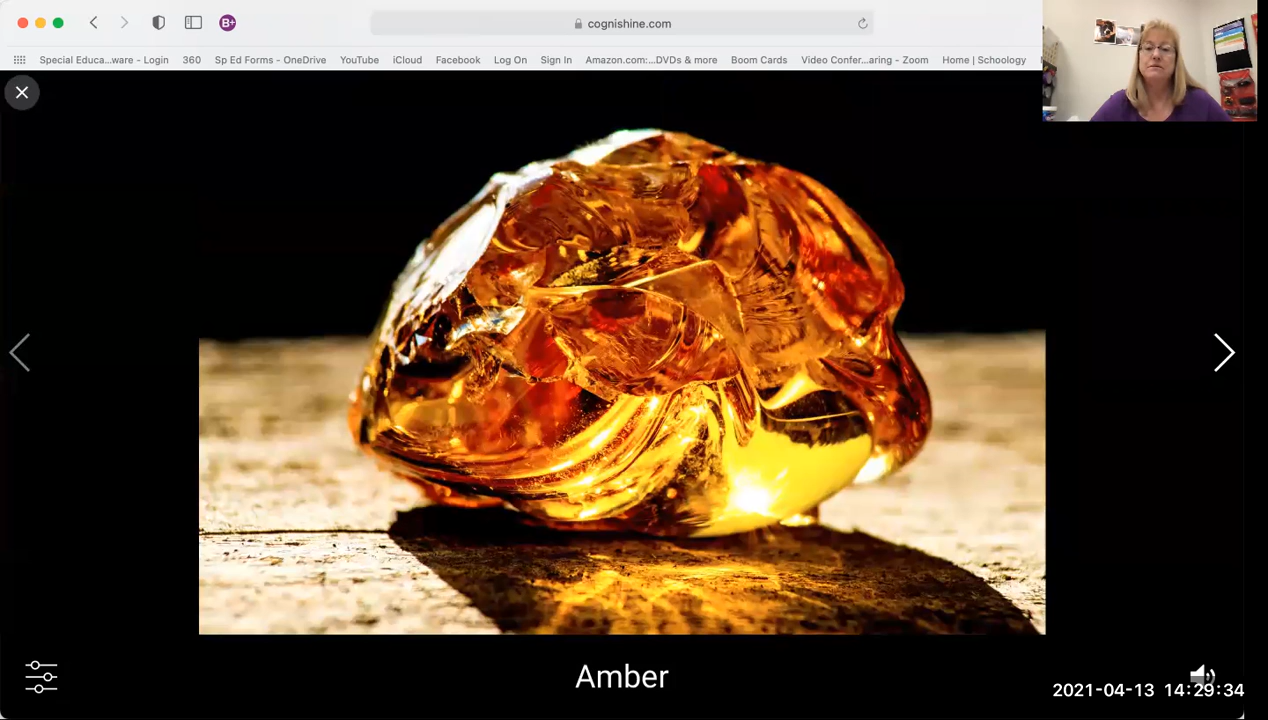 cognishine.com
Special Educa...ware - Login 360 Sp Ed Forms - OneDrive YouTube iCloud Facebook Log On Sign In Amazon.com:...DVDs & more Boom Cards Video Confer...aring - Zoom Home | Schoology
B+
Amber
2021-04-13 14:29:34